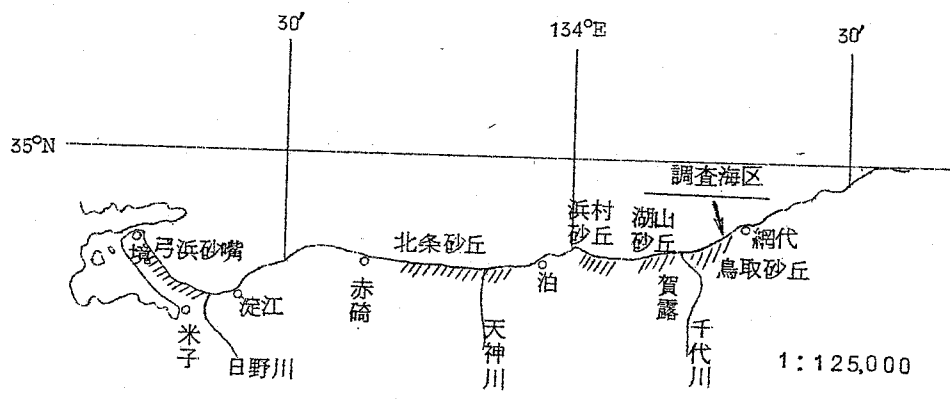 30′
134°E
30′
35°N
調査海区
浜村
砂丘
湖山
砂丘
網代
境
弓浜砂嘴
北条砂丘
鳥取砂丘
泊
赤碕
賀露
淀江
米子
日野川
天神川
千代川
1:125,000